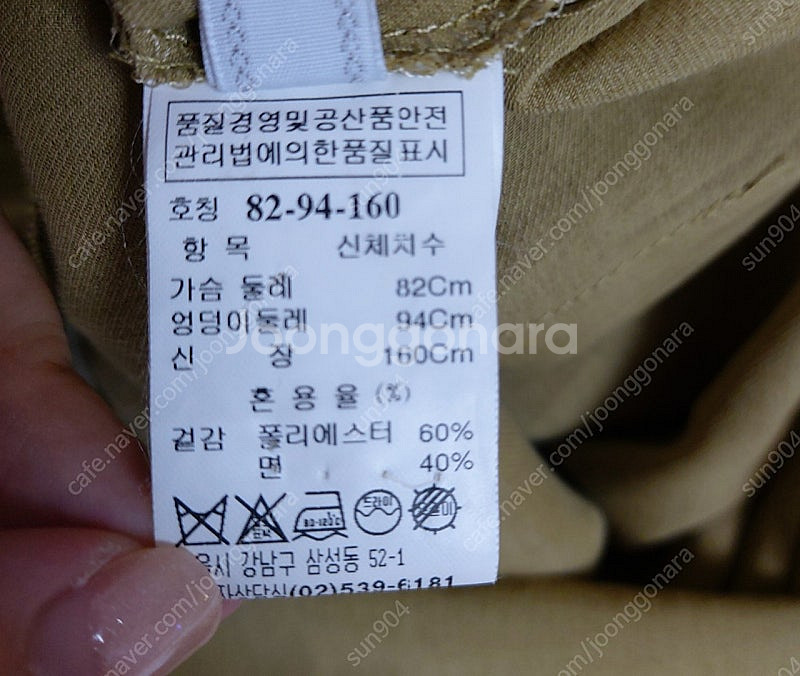 품질경영및공산품안전
관리법에의한품질표시
호칭 82-94-160
항 목 신체치수
가슴 둘레 82Cm
엉덩이둘레 94Cm
신 장 160Cm
혼 용 율 (%)
겉감 폴리에스터 60%
면 40%
드라이
울시 강남구 삼성동 52-1
(02)539-6181
Joonggonara
cafe.naver.com/joonggonara
sun904